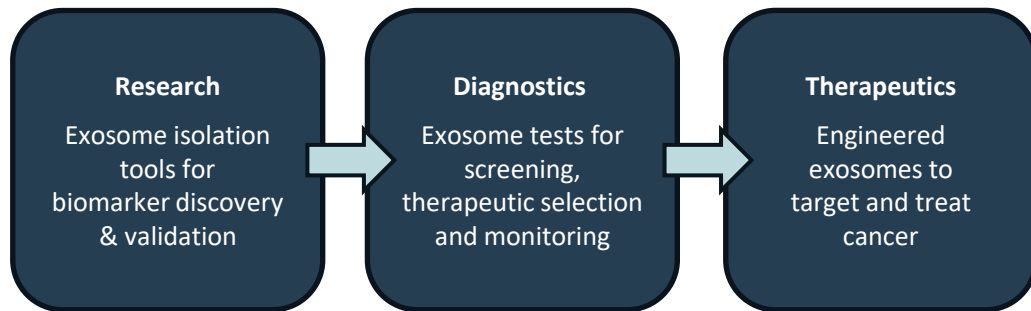 Research
Exosome isolation
tools for
biomarker discovery
& validation
Diagnostics
Exosome tests for
screening,
therapeutic selection
and monitoring
Therapeutics
Engineered
exosomes to
target and treat
cancer